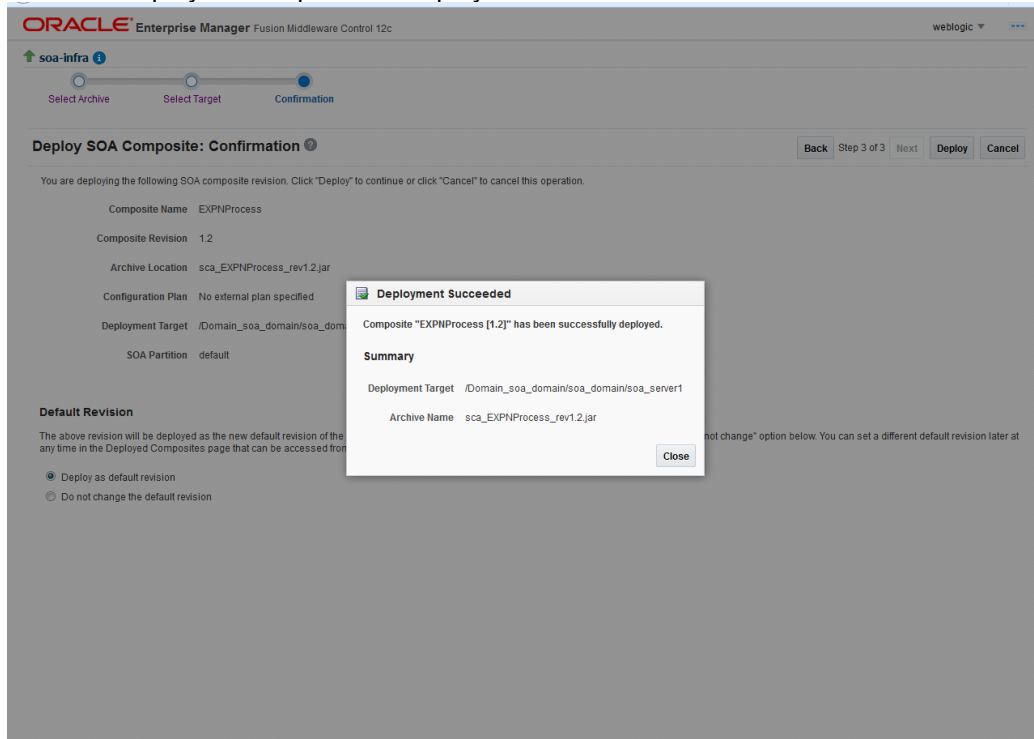 ORACLE Enterprise Manager Fusion Middleware Control 12c
weblogic
soa-infra
Select Archive Select Target Confirmation
Deploy SOA Composite: Confirmation
Back Step 3 of 3 Next Deploy Cancel
You are deploying the following SOA composite revision. Click "Deploy" to continue or click "Cancel" to cancel this operation.
Composite Name EXPNProcess
Composite Revision 1.2
Archive Location sca_EXPNProcess_rev1.2.jar
Configuration Plan No external plan specified
Deployment Target /Domain_soa_domain/soa_dom
SOA Partition default
Deployment Succeeded
Composite "EXPNProcess [1.2]" has been successfully deployed.
Summary
Deployment Target /Domain_soa_domain/soa_domain/soa_server1
Archive Name sca_EXPNProcess_rev1.2.jar
Close
Default Revision
The above revision will be deployed as the new default revision of the
not change" option below. You can set a different default revision later at
any time in the Deployed Composites page that can be accessed from
Deploy as default revision
Do not change the default revision